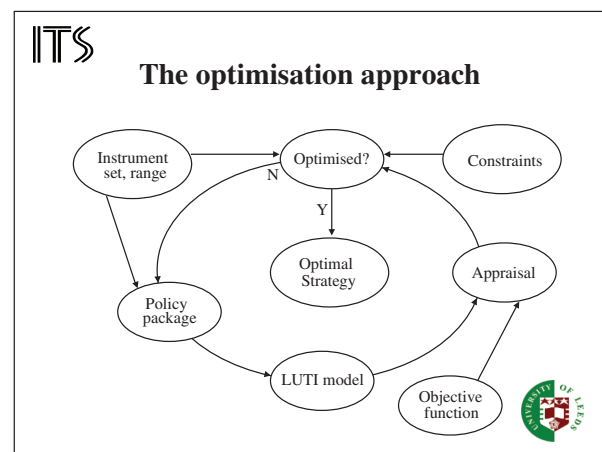 ITS
The optimisation approach
Instrument
set, range
Optimised?
Constraints
N
Y
Optimal
Strategy
Appraisal
Policy
package
LUTI model
Objective
function
UNIVERSITY OF LEEDS